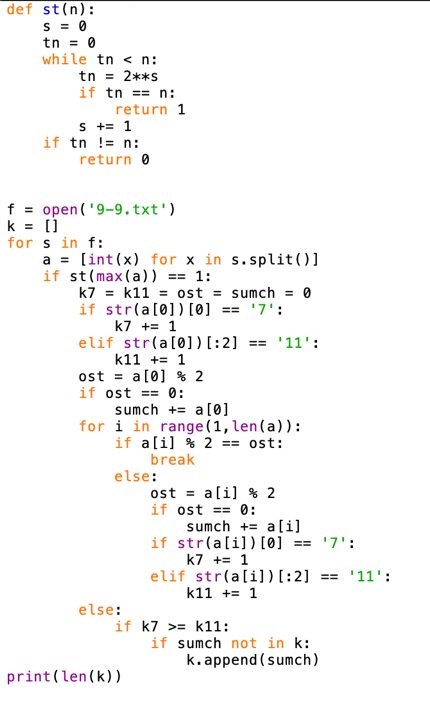 def st(n):
    s = 0
    tn = 0
    while tn < n:
        tn = 2**s
        if tn == n:
            return 1
        s += 1
    if tn != n:
        return 0


f = open('9-9.txt')
k = []
for s in f:
    a = [int(x) for x in s.split()]
    if st(max(a)) == 1:
        k7 = k11 = ost = sumch = 0
        if str(a[0])[0] == '7':
            k7 += 1
        elif str(a[0])[:2] == '11':
            k11 += 1
        ost = a[0] % 2
        if ost == 0:
            sumch += a[0]
        for i in range(1,len(a)):
            if a[i] % 2 == ost:
                break
            else:
                ost = a[i] % 2
                if ost == 0:
                    sumch += a[i]
                if str(a[i])[0] == '7':
                    k7 += 1
                elif str(a[i])[:2] == '11':
                    k11 += 1
        else:
            if k7 >= k11:
                if sumch not in k:
                    k.append(sumch)
print(len(k))